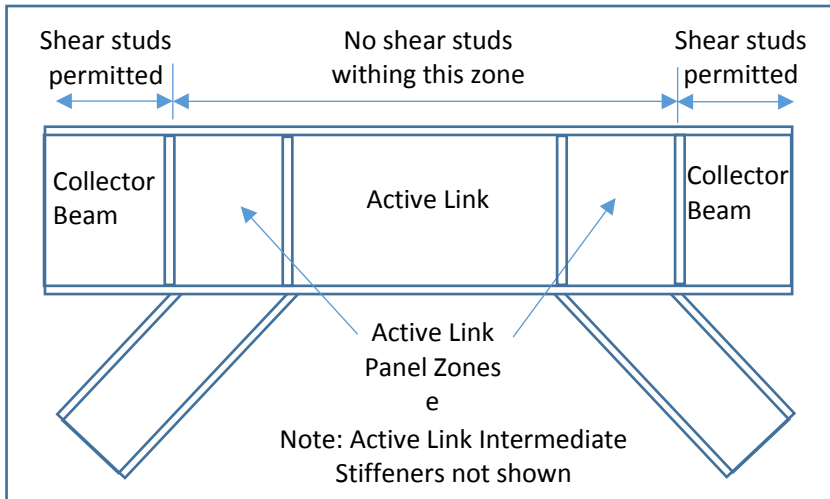 Shear studs
permitted
No shear studs
withing this zone
Shear studs
permitted
Collector
Beam
Active Link
Collector
Beam
Active Link
Panel Zones
e
Note: Active Link Intermediate
Stiffeners not shown